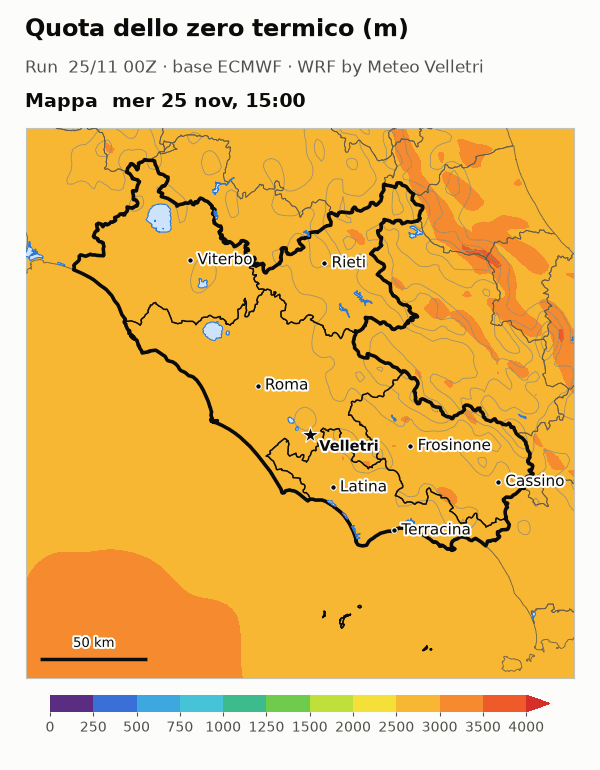 Quota dello zero termico (m)
Run  25/11 00Z · base ECMWF · WRF by Meteo Velletri
Mappa  mer 25 nov, 15:00
Viterbo
Rieti
Roma
Velletri
Frosinone
Cassino
Latina
Terracina
50 km
0 250 500 750 1000 1250 1500 2000 2500 3000 3500 4000